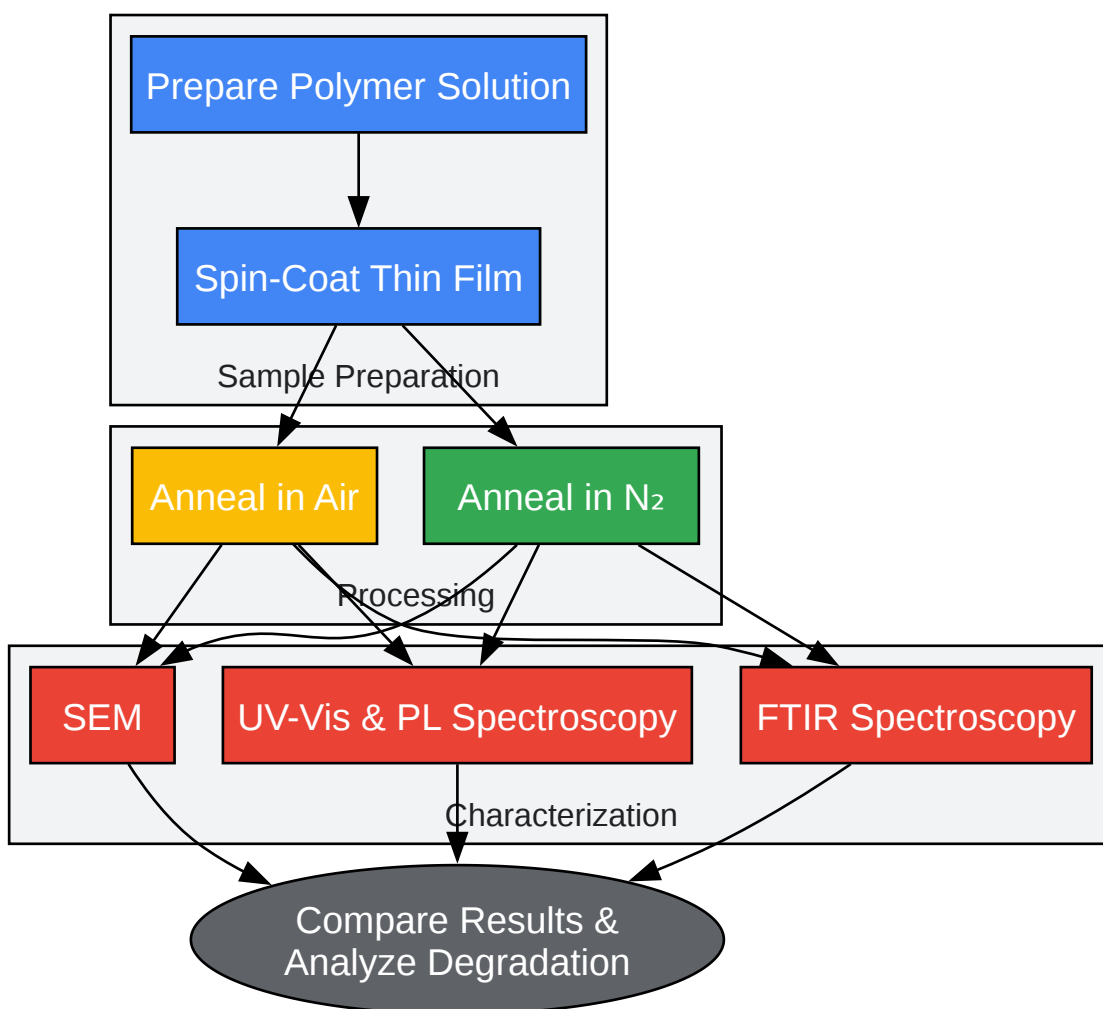 Prepare Polymer Solution
Spin-Coat Thin Film
Sample Preparation
Anneal in Air
Anneal in N₂
Processing
SEM
UV-Vis & PL Spectroscopy
FTIR Spectroscopy
Characterization
Compare Results &
Analyze Degradation